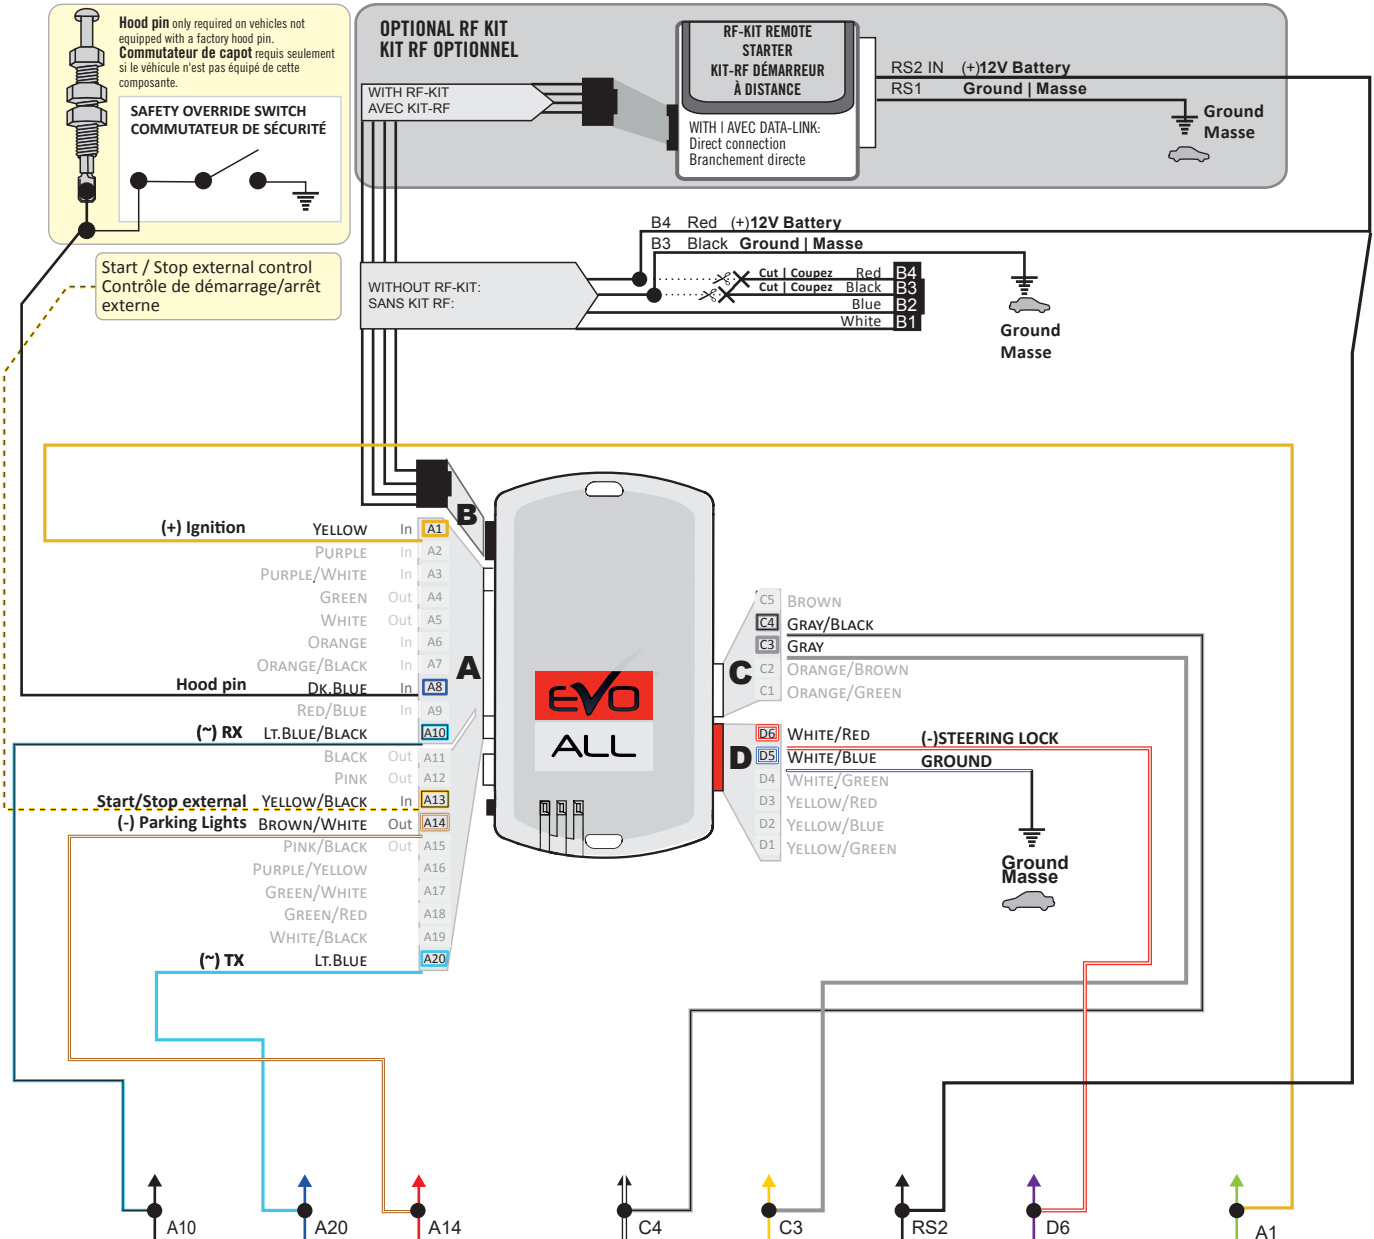 Hood pin only required on vehicles not
equipped with a factory hood pin.
Commutateur de capot requis seulement
si le véhicule n'est pas équipé de cette
composante.
SAFETY OVERRIDE SWITCH
COMMUTATEUR DE SÉCURITÉ
Start / Stop external control
Contrôle de démarrage/arrêt
externe
OPTIONAL RF KIT
KIT RF OPTIONNEL
WITH RF-KIT
AVEC KIT-RF
RF-KIT REMOTE
STARTER
KIT-RF DÉMARREUR
À DISTANCE
WITH | AVEC DATA-LINK:
Direct connection
Branchement directe
RS2 IN (+)12V Battery
RS1 Ground | Masse
Ground
Masse
B4 Red (+)12V Battery
B3 Black Ground | Masse
WITHOUT RF-KIT:
SANS KIT RF:
Cut | Coupez Red B4
Cut | Coupez Black B3
Blue B2
White B1
Ground
Masse
B
A
(+) Ignition YELLOW In A1
PURPLE In A2
PURPLE/WHITE In A3
GREEN Out A4
WHITE Out A5
ORANGE In A6
ORANGE/BLACK In A7
Hood pin DK.BLUE In A8
RED/BLUE In A9
(~) RX LT.BLUE/BLACK A10
BLACK Out A11
PINK Out A12
Start/Stop external YELLOW/BLACK In A13
(-) Parking Lights BROWN/WHITE Out A14
PINK/BLACK Out A15
PURPLE/YELLOW A16
GREEN/WHITE A17
GREEN/RED A18
WHITE/BLACK A19
(~) TX LT.BLUE A20
EVO
ALL
C
C5 BROWN
C4 GRAY/BLACK
C3 GRAY
C2 ORANGE/BROWN
C1 ORANGE/GREEN
D
D6 WHITE/RED (-)STEERING LOCK
D5 WHITE/BLUE GROUND
D4 WHITE/GREEN
D3 YELLOW/RED
D2 YELLOW/BLUE
D1 YELLOW/GREEN
Ground
Masse
A10 A20 A14 C4 C3 RS2 D6 A1